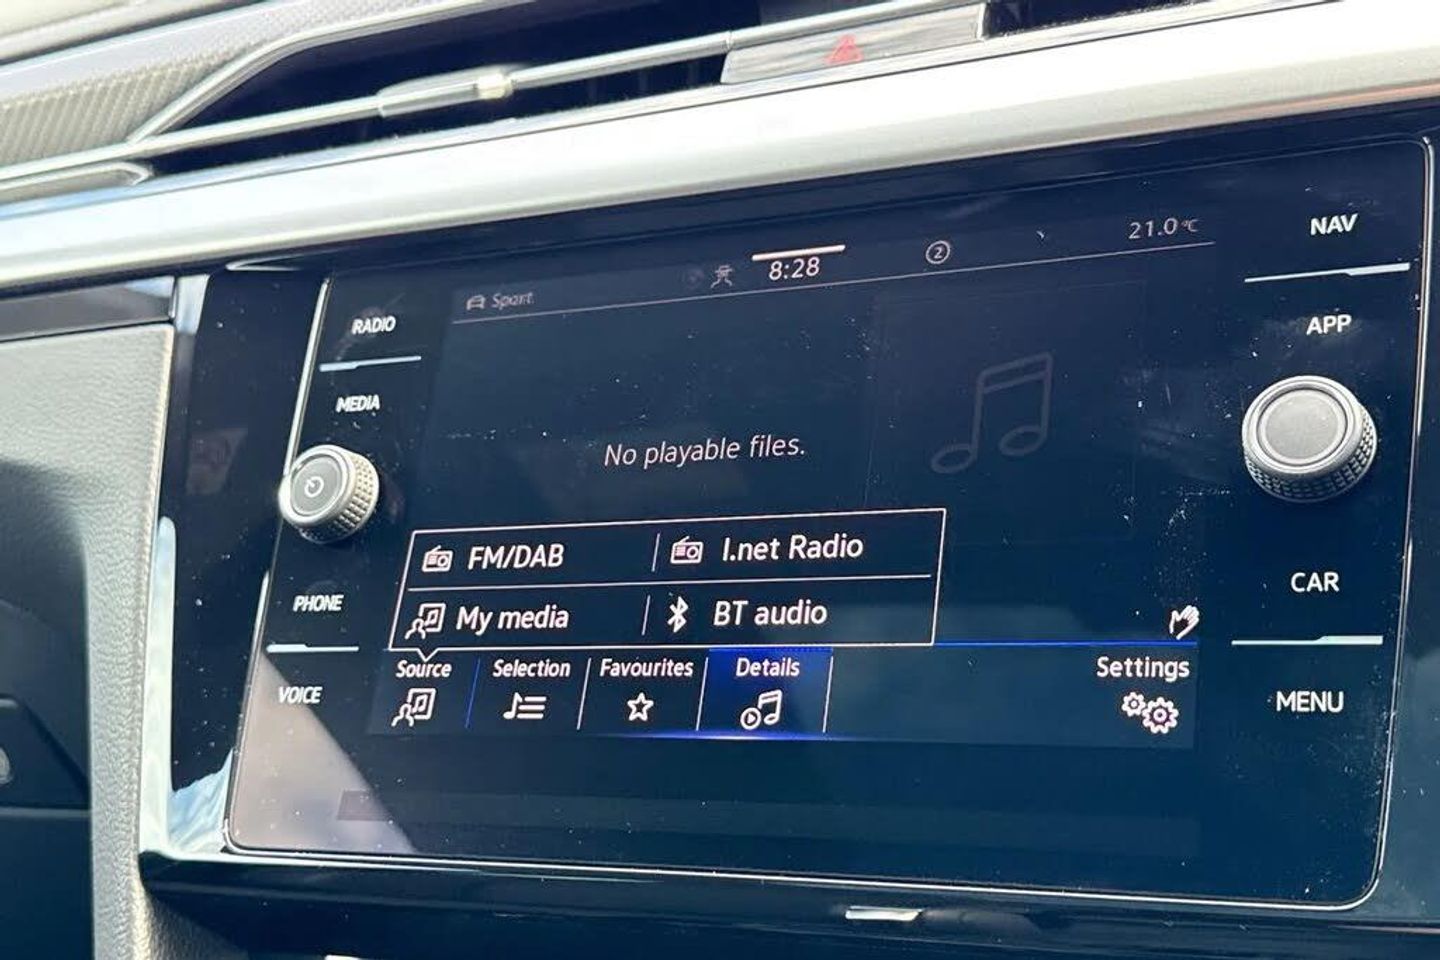 NAV
21.0°C
2
8:28
Sport
RADIO
APP
MEDIA
No playable files.
FM/DAB
I.net Radio
CAR
PHONE
My media
BT audio
Source
Selection
Favourites
Details
Settings
VOICE
MENU